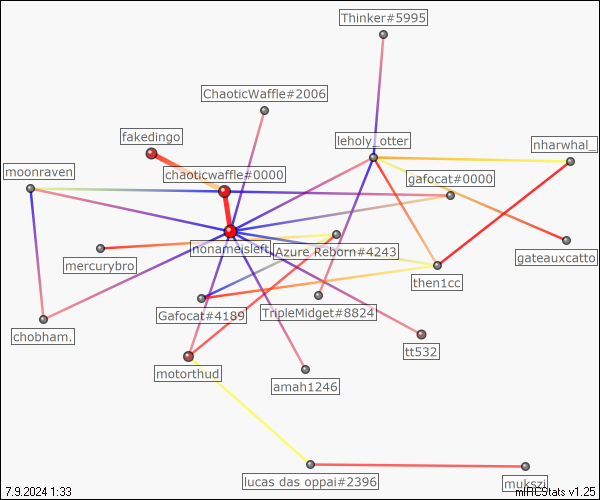 Thinker#5995
ChaoticWaffle#2006
fakedingo
leholy_otter
nharwhal_
moonraven
chaoticwaffle#0000
gafocat#0000
nonameisleft
Azure Reborn#4243
mercurybro
gateauxcatto
then1cc
Gafocat#4189
TripleMidget#8824
chobham.
tt532
motorthud
amah1246
lucas das oppai#2396
mukszi
7.9.2024 1:33
mIRCStats v1.25